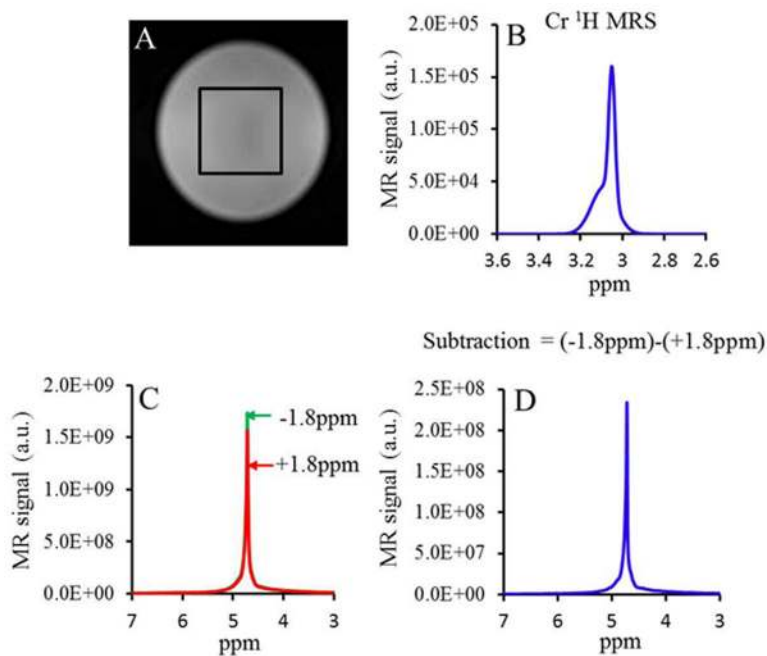 A
B
Cr ¹H MRS
MR signal (a.u.)
2.0E+05
1.5E+05
1.0E+05
5.0E+04
0.0E+00
3.6 3.4 3.2 3 2.8 2.6
ppm
C
MR signal (a.u.)
2.0E+09
1.5E+09
1.0E+09
5.0E+08
0.0E+00
-1.8ppm
+1.8ppm
7 6 5 4 3
ppm
Subtraction = (-1.8ppm)-(+1.8ppm)
D
MR signal (a.u.)
2.5E+08
2.0E+08
1.5E+08
1.0E+08
5.0E+07
0.0E+00
7 6 5 4 3
ppm